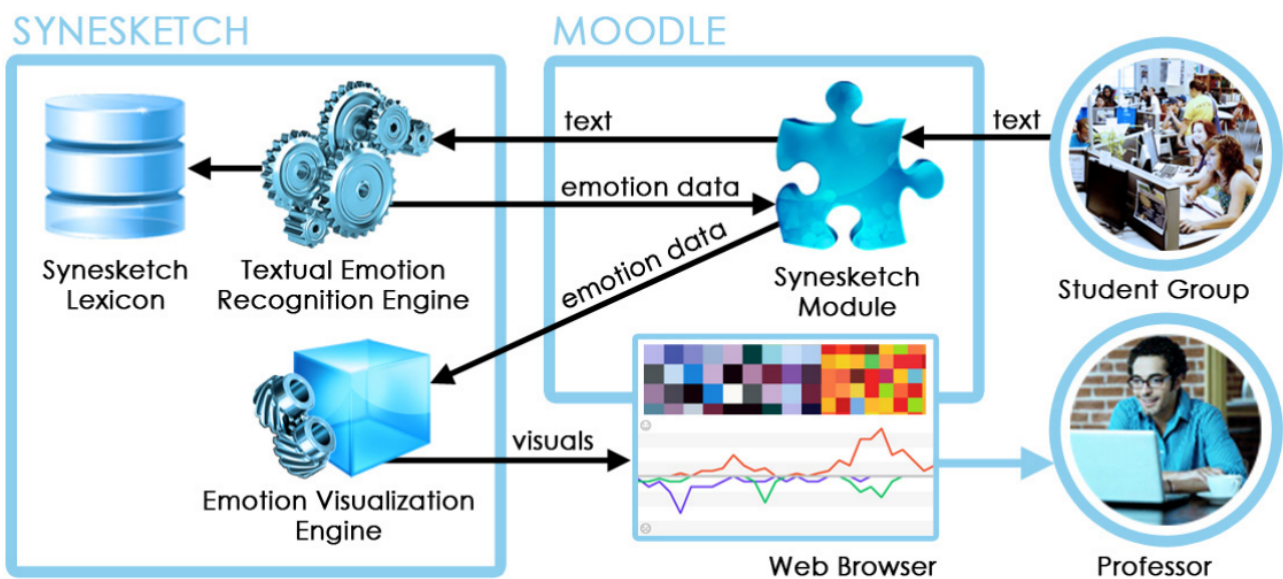 SYNESKETCH
MOODLE
text
text
emotion data
emotion data
Synesketch
Lexicon
Textual Emotion
Recognition Engine
Synesketch
Module
Student Group
visuals
Emotion Visualization
Engine
Web Browser
Professor